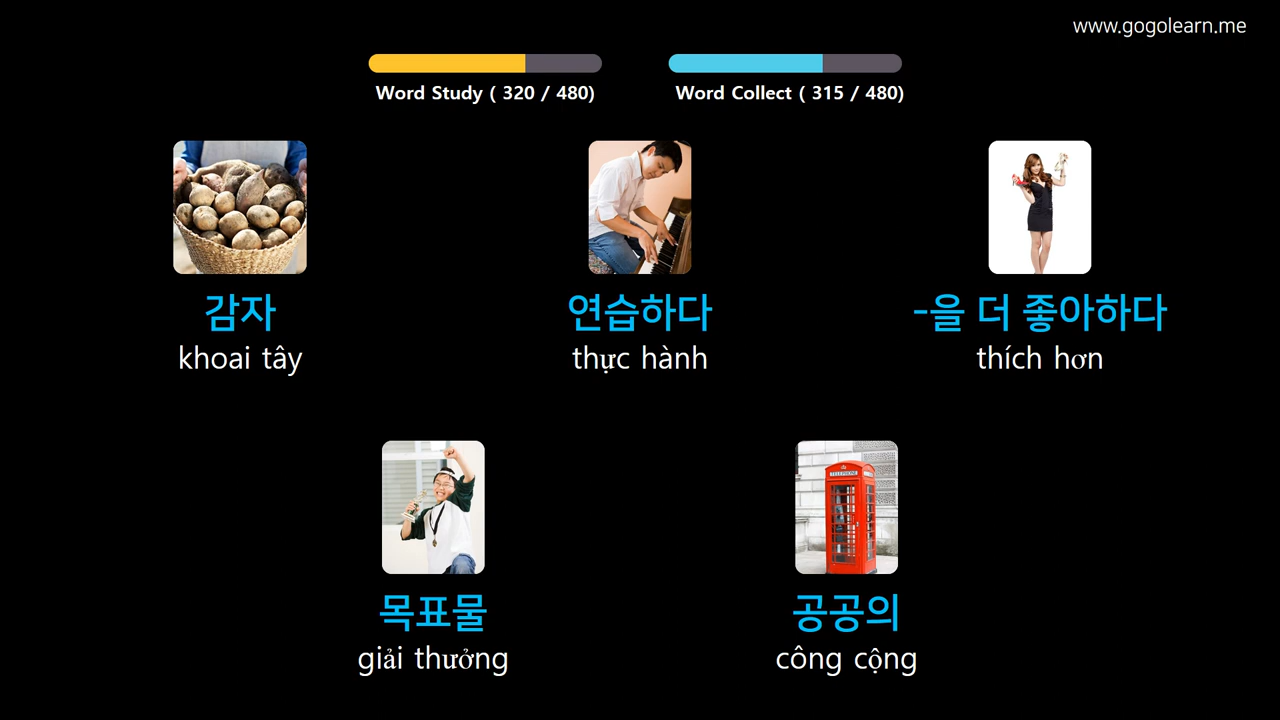 www.gogolearn.me
Word Study ( 320 / 480)
Word Collect ( 315 / 480)
감자
khoai tây
연습하다
thực hành
-을 더 좋아하다
thích hơn
TELEPHONE
목표물
giải thưởng
공공의
công cộng